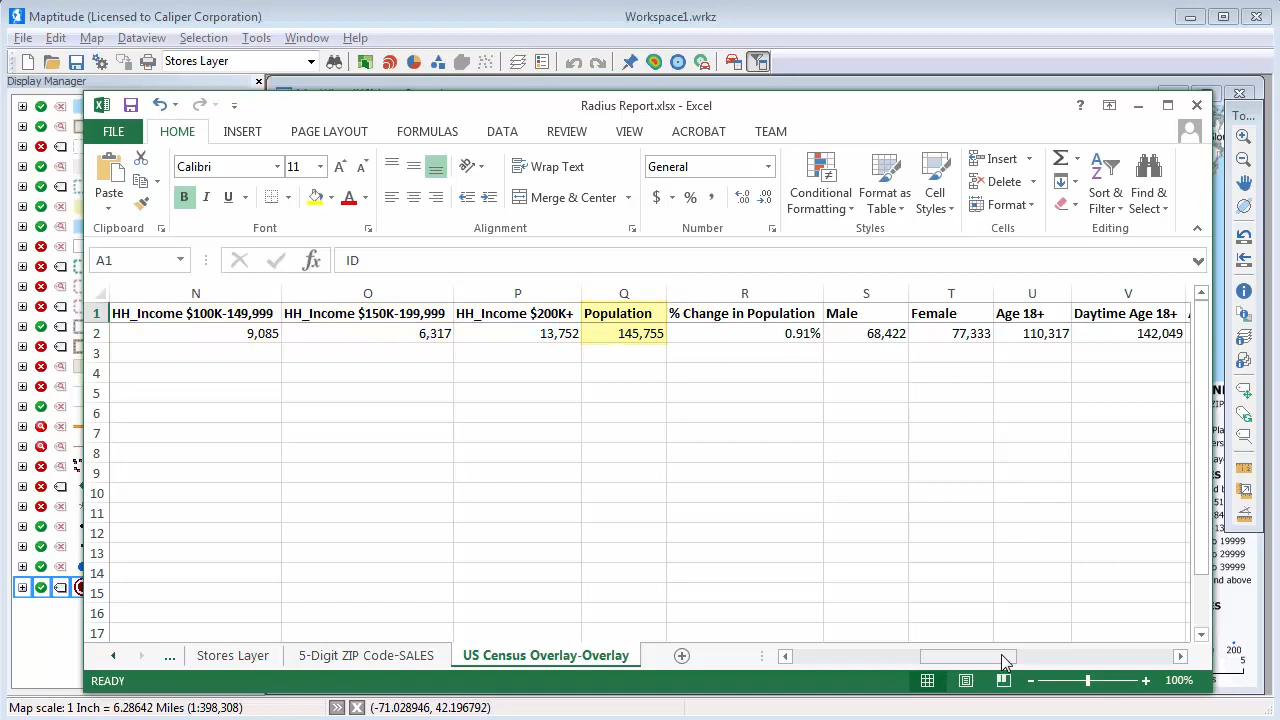 Maptitude (Licensed to Caliper Corporation) Workspace1.wrkz
File Edit Map Dataview Selection Tools Window Help
Stores Layer
Display Manager
To...
Radius Report.xlsx - Excel
FILE HOME INSERT PAGE LAYOUT FORMULAS DATA REVIEW VIEW ACROBAT TEAM
Paste
Calibri 11
B I U
Wrap Text
Merge & Center
General
$ % ,
Conditional Formatting
Format as Table
Cell Styles
Insert
Delete
Format
Sort & Filter
Find & Select
Clipboard Font Alignment Number Styles Cells Editing
A1 fx ID
N O P Q R S T U V
1 HH_Income $100K-149,999 HH_Income $150K-199,999 HH_Income $200K+ Population % Change in Population Male Female Age 18+ Daytime Age 18+
2 9,085 6,317 13,752 145,755 0.91% 68,422 77,333 110,317 142,049
3
4
5
6
7
8
9
10
11
12
13
14
15
16
17
to 19999
to 29999
to 39999
nd above
200
5
... Stores Layer 5-Digit ZIP Code-SALES US Census Overlay-Overlay
READY 100%
Map scale: 1 Inch = 6.28642 Miles (1:398,308) (-71.028946, 42.196792)